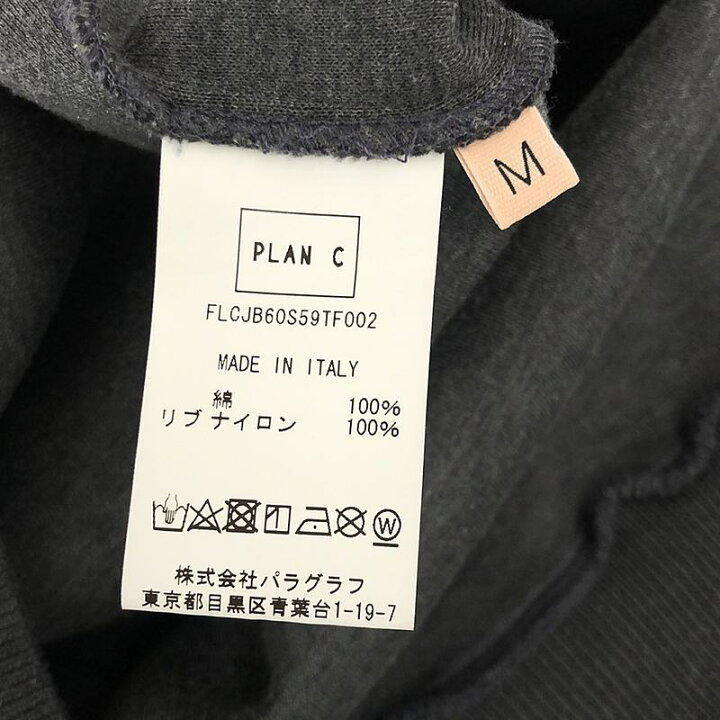 M
PLAN C
FLCJB60S59TF002
MADE IN ITALY
綿 100%
リブ ナイロン 100%
W
株式会社パラグラフ
東京都目黒区青葉台1-19-7